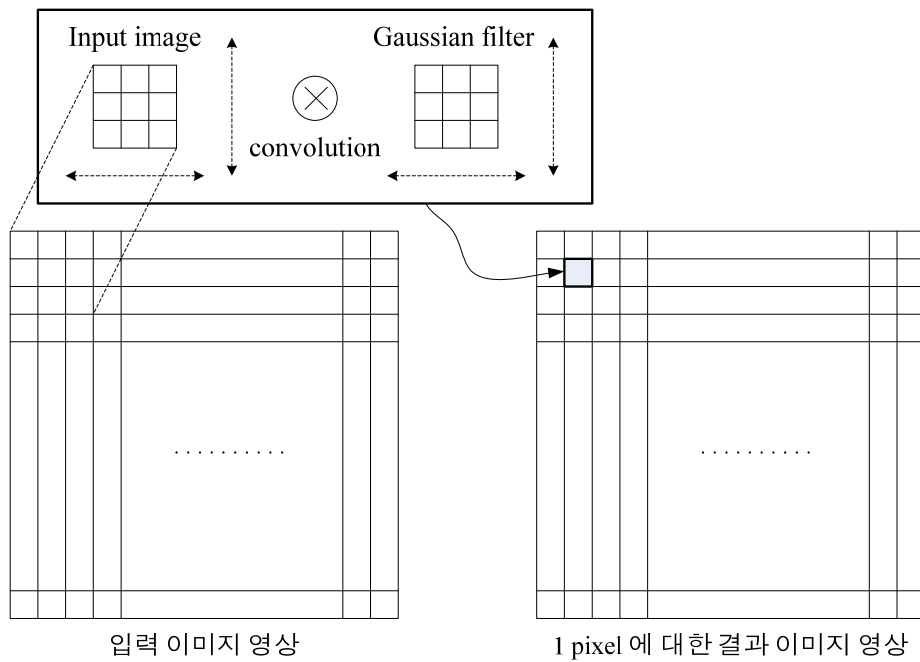 Input image
Gaussian filter
convolution
..........
..........
입력 이미지 영상
1 pixel 에 대한 결과 이미지 영상